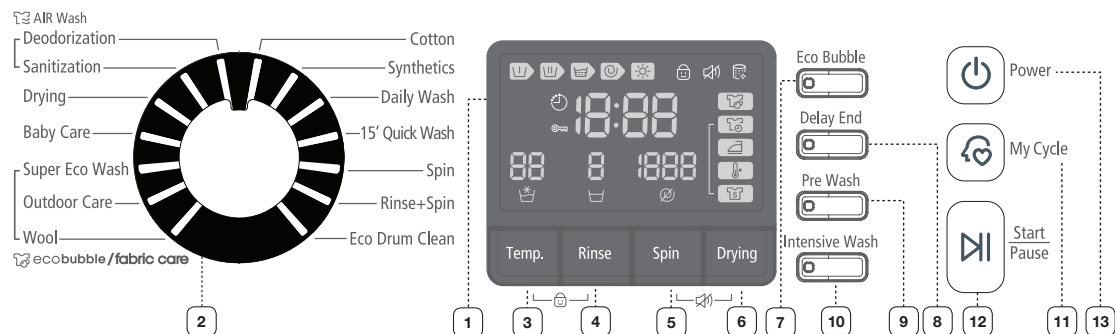 AIR Wash
Deodorization
Sanitization
Drying
Baby Care
Super Eco Wash
Outdoor Care
Wool
ecobubble/fabric care
Cotton
Synthetics
Daily Wash
15' Quick Wash
Spin
Rinse+Spin
Eco Drum Clean
18:88
88
8
1888
Temp.
Rinse
Spin
Drying
Eco Bubble
Delay End
Pre Wash
Intensive Wash
Power
My Cycle
Start
Pause
2
1
3
4
5
6
7
10
9
8
12
11
13